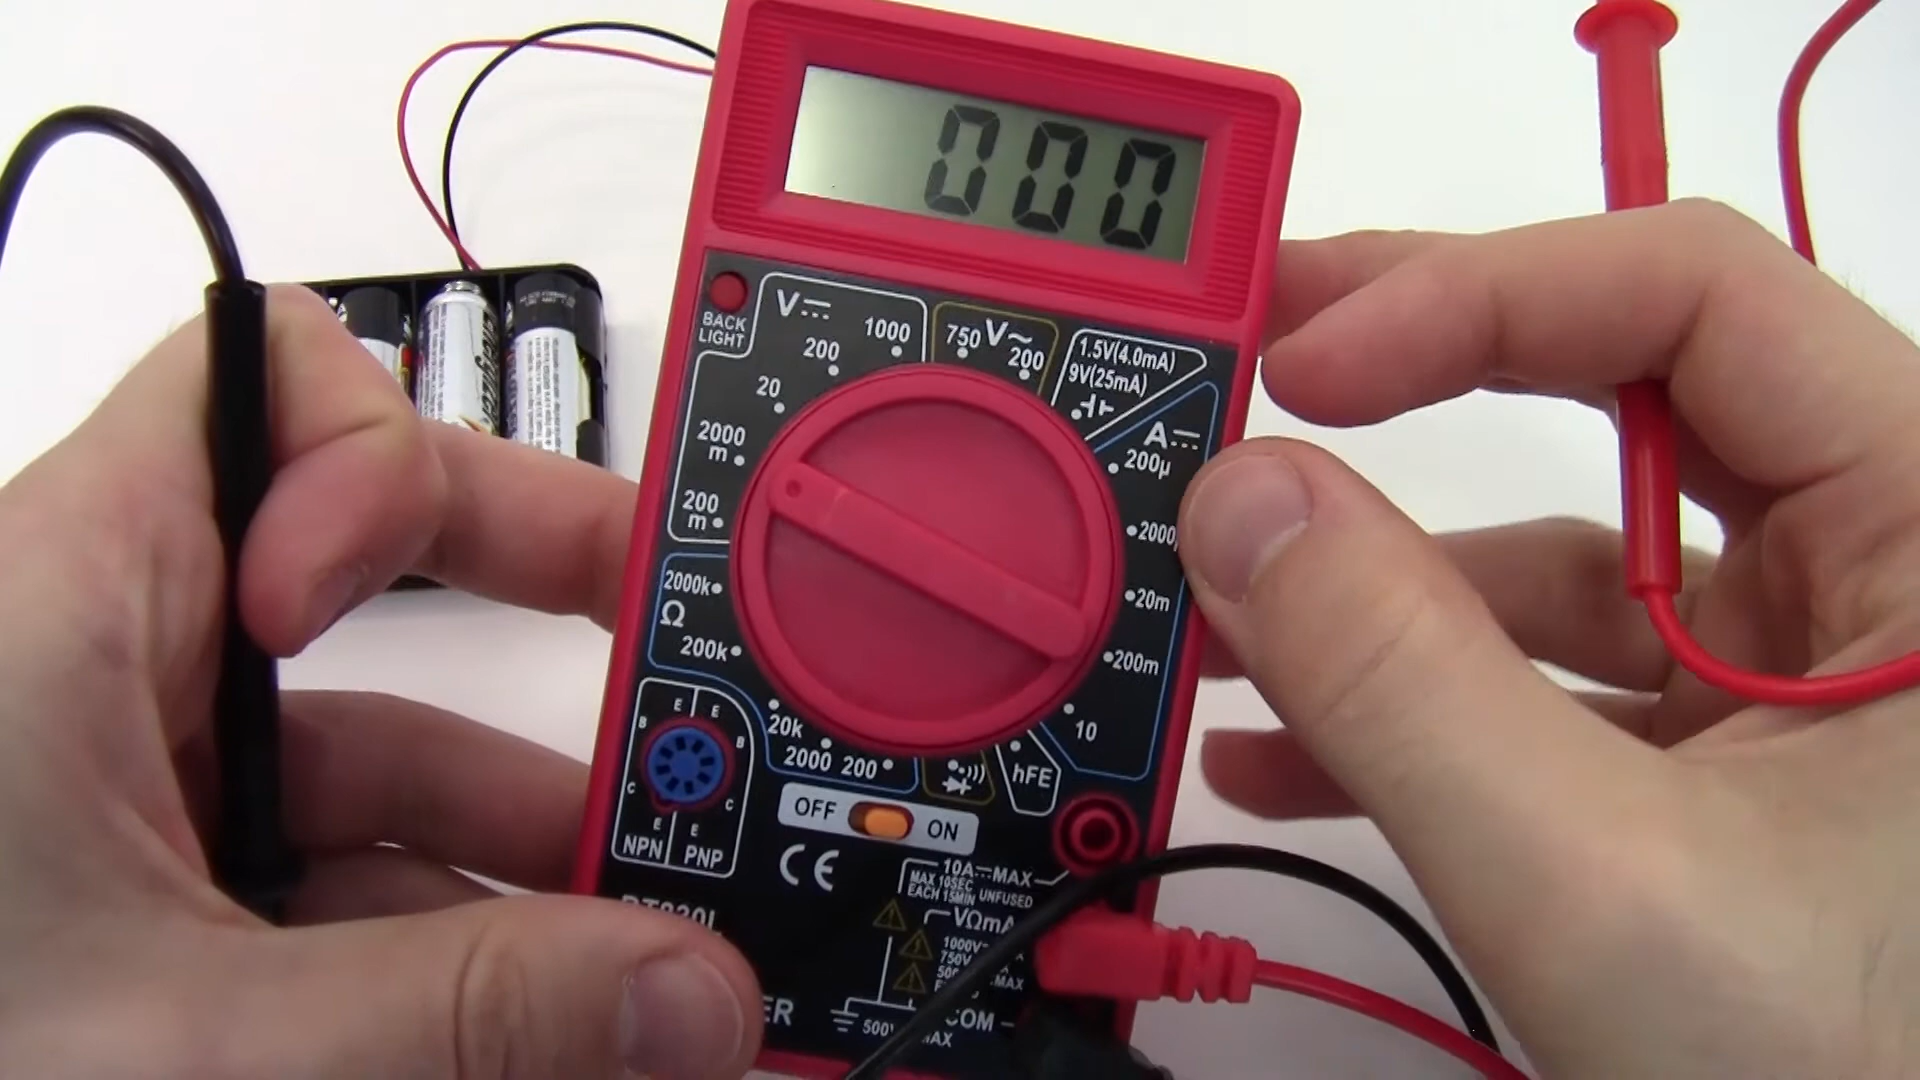 000
BACK
LIGHT
V
1000
200
20
2000
m
200
m
750 V~ 200
1.5V(4.0mA)
9V(25mA)
A
200µ
2000
20m
200m
10
2000k
Ω
200k
20k
2000 200
hFE
E E
B B
C C
E E
NPN PNP
OFF ON
CE
10A MAX
MAX 10SEC UNFUSED
EACH 15MIN
VΩmA
1000V
750V
MAX
COM
MAX